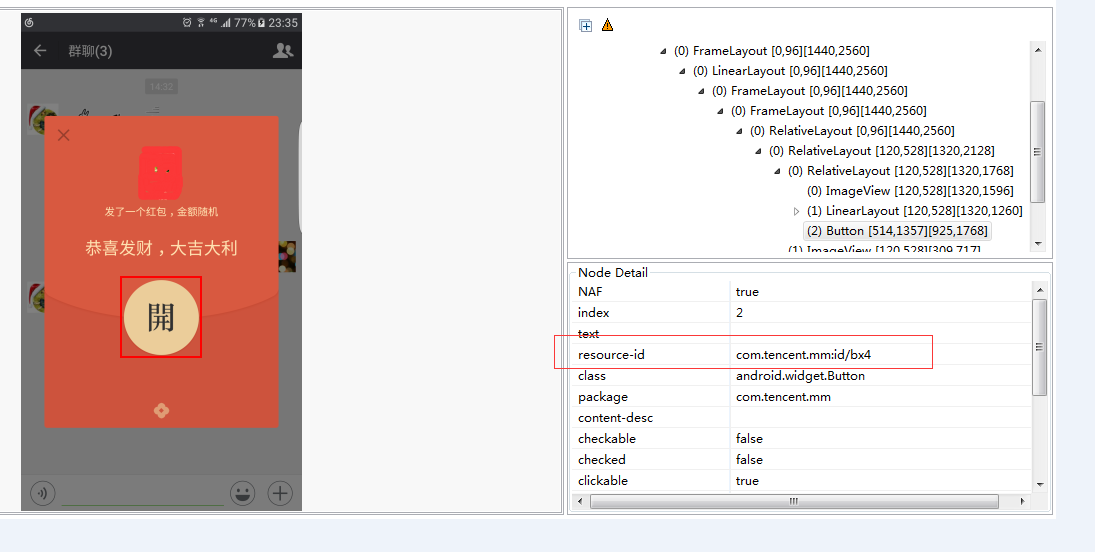 4G 77% 23:35
群聊(3)
14:32
发了一个红包，金额随机
恭喜发财，大吉大利
開
(0) FrameLayout [0,96][1440,2560]
(0) LinearLayout [0,96][1440,2560]
(0) FrameLayout [0,96][1440,2560]
(0) FrameLayout [0,96][1440,2560]
(0) RelativeLayout [0,96][1440,2560]
(0) RelativeLayout [120,528][1320,2128]
(0) RelativeLayout [120,528][1320,1768]
(0) ImageView [120,528][1320,1596]
(1) LinearLayout [120,528][1320,1260]
(2) Button [514,1357][925,1768]
(1) ImageView [120,528][309,717]
Node Detail
NAF true
index 2
text
resource-id com.tencent.mm:id/bx4
class android.widget.Button
package com.tencent.mm
content-desc
checkable false
checked false
clickable true